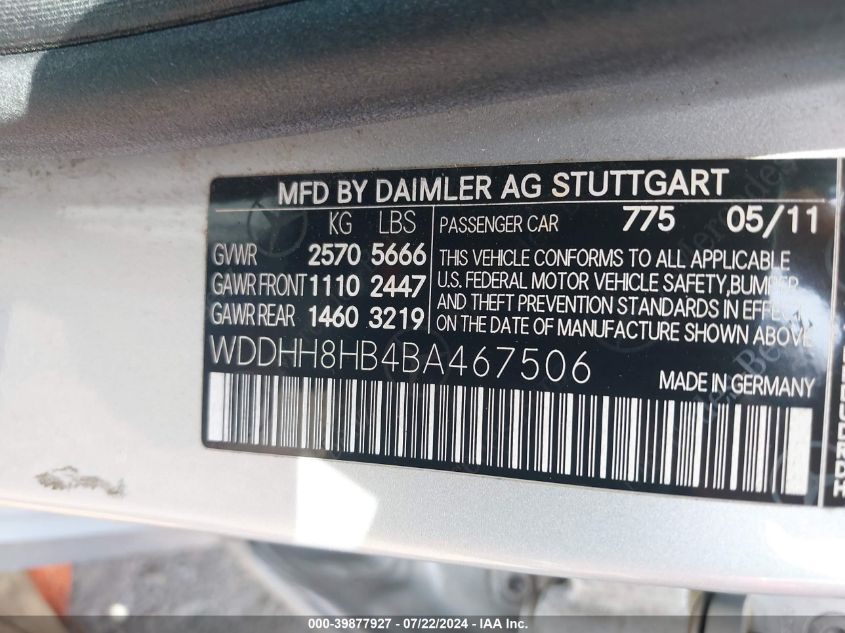 MFD BY DAIMLER AG STUTTGART
KG LBS
GVWR 2570 5666
GAWR FRONT 1110 2447
GAWR REAR 1460 3219
PASSENGER CAR 775 05/11
THIS VEHICLE CONFORMS TO ALL APPLICABLE
U.S. FEDERAL MOTOR VEHICLE SAFETY, BUMPER
AND THEFT PREVENTION STANDARDS IN EFFECT
ON THE DATE OF MANUFACTURE SHOWN ABOVE
WDDHH8HB4BA467506
MADE IN GERMANY
000-39877927 / 07/22/2024 - COPYRIGHT © IAA, LLC.